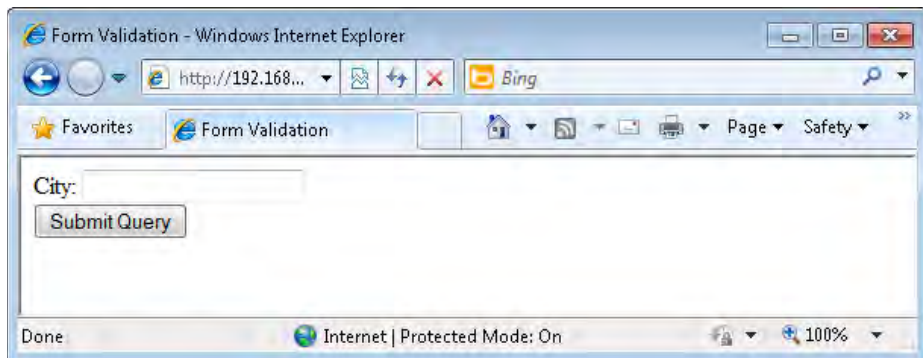 Form Validation - Windows Internet Explorer
http://192.168... Bing
Favorites Form Validation Page Safety »
City:
Submit Query
Done Internet | Protected Mode: On 100%